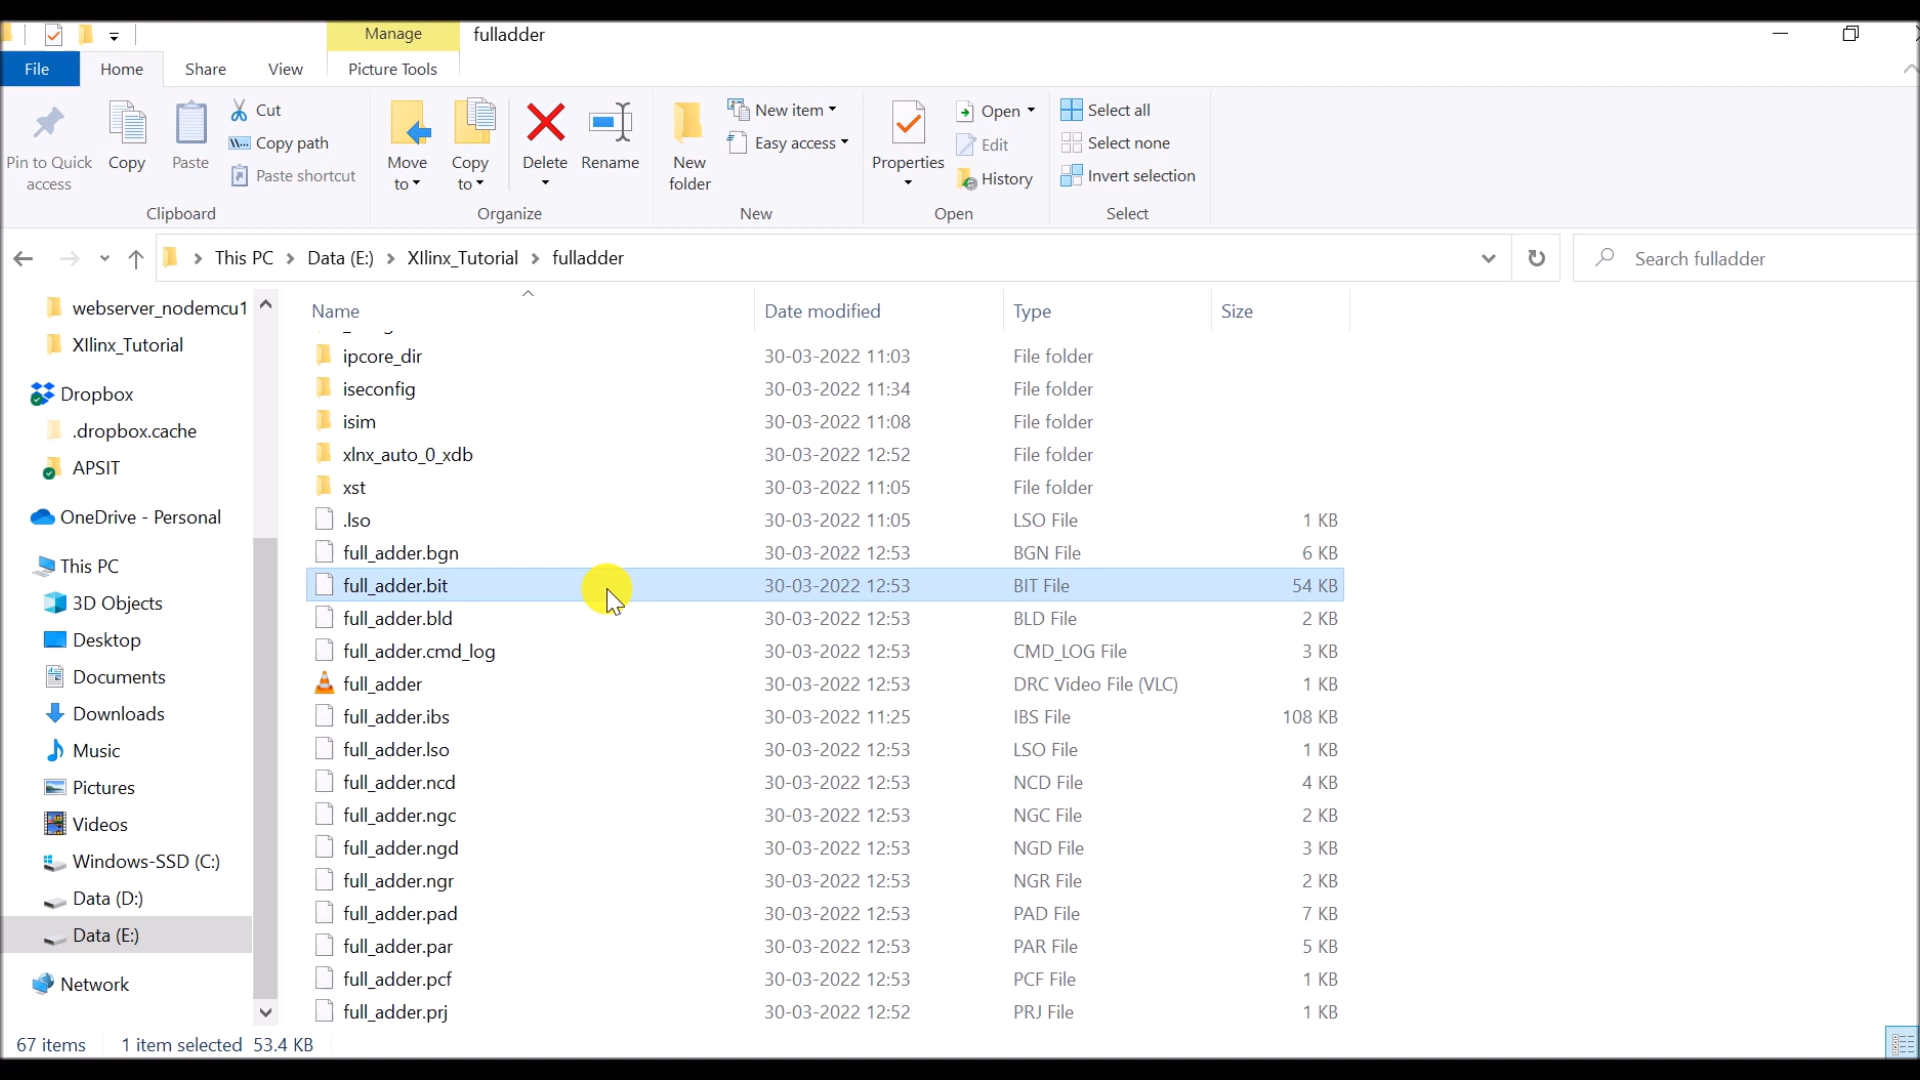 Manage fulladder
File Home Share View Picture Tools
Pin to Quick access
Copy
Paste
Cut
Copy path
Paste shortcut
Clipboard
Move to
Copy to
Delete
Rename
Organize
New folder
New item
Easy access
New
Properties
Open
Edit
History
Open
Select all
Select none
Invert selection
Select
This PC > Data (E:) > XIlinx_Tutorial > fulladder
Search fulladder
webserver_nodemcu1
XIlinx_Tutorial
Dropbox
.dropbox.cache
APSIT
OneDrive - Personal
This PC
3D Objects
Desktop
Documents
Downloads
Music
Pictures
Videos
Windows-SSD (C:)
Data (D:)
Data (E:)
Network
Name Date modified Type Size
ipcore_dir 30-03-2022 11:03 File folder
iseconfig 30-03-2022 11:34 File folder
isim 30-03-2022 11:08 File folder
xlnx_auto_0_xdb 30-03-2022 12:52 File folder
xst 30-03-2022 11:05 File folder
.lso 30-03-2022 11:05 LSO File 1 KB
full_adder.bgn 30-03-2022 12:53 BGN File 6 KB
full_adder.bit 30-03-2022 12:53 BIT File 54 KB
full_adder.bld 30-03-2022 12:53 BLD File 2 KB
full_adder.cmd_log 30-03-2022 12:53 CMD_LOG File 3 KB
full_adder 30-03-2022 12:53 DRC Video File (VLC) 1 KB
full_adder.ibs 30-03-2022 11:25 IBS File 108 KB
full_adder.lso 30-03-2022 12:53 LSO File 1 KB
full_adder.ncd 30-03-2022 12:53 NCD File 4 KB
full_adder.ngc 30-03-2022 12:53 NGC File 2 KB
full_adder.ngd 30-03-2022 12:53 NGD File 3 KB
full_adder.ngr 30-03-2022 12:53 NGR File 2 KB
full_adder.pad 30-03-2022 12:53 PAD File 7 KB
full_adder.par 30-03-2022 12:53 PAR File 5 KB
full_adder.pcf 30-03-2022 12:53 PCF File 1 KB
full_adder.prj 30-03-2022 12:52 PRJ File 1 KB
67 items 1 item selected 53.4 KB